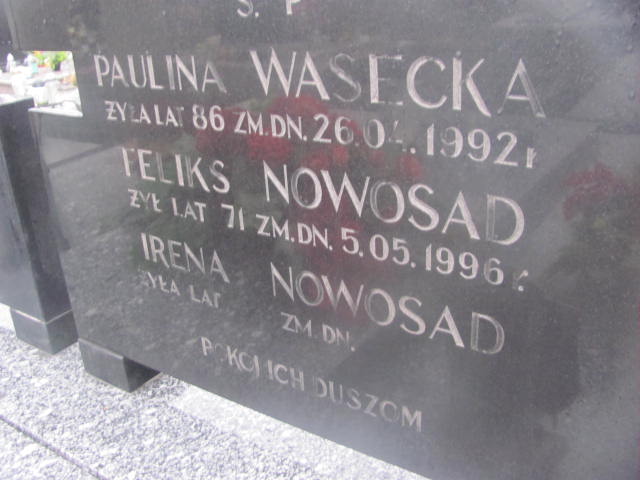 Ś. P
PAULINA WASECKA
ŻYŁA LAT 86 ZM.DN. 26.04.1992r
FELIKS NOWOSAD
ŻYŁ LAT 71 ZM.DN. 5.05.1996 r.
IRENA NOWOSAD
ŻYŁA LAT ZM. DN.
POKÓJ ICH DUSZOM